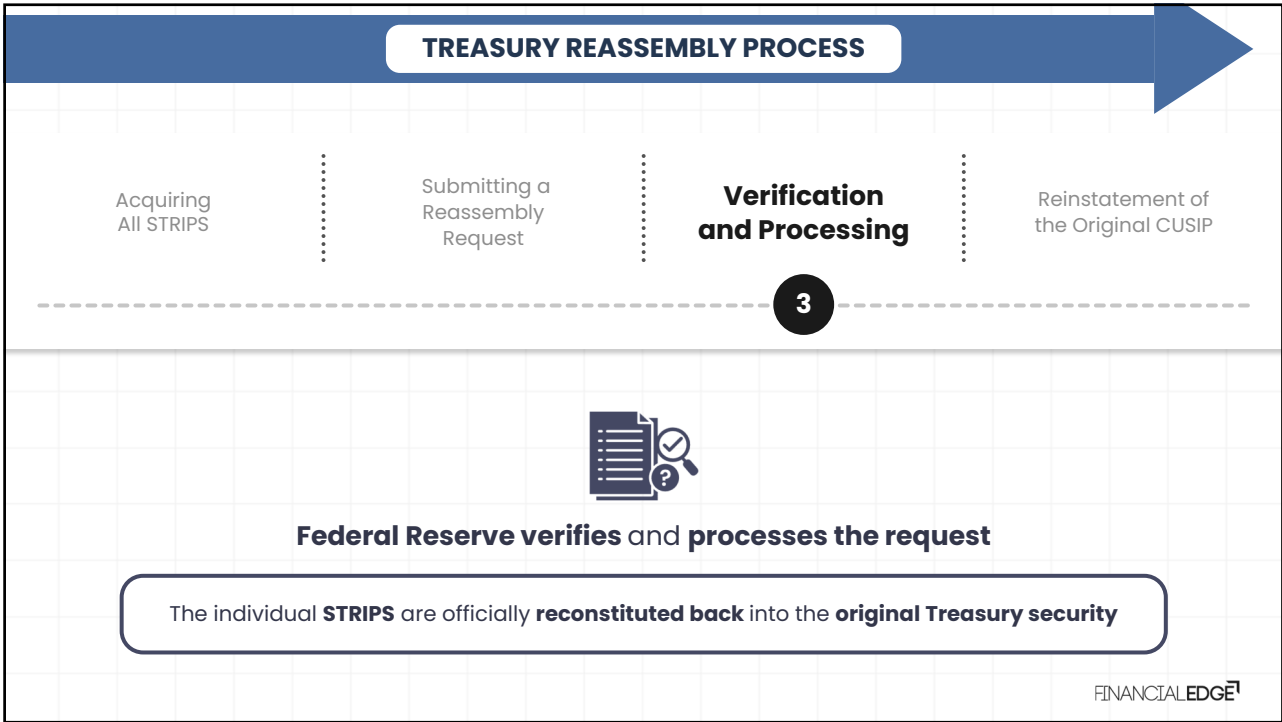 TREASURY REASSEMBLY PROCESS
Acquiring
All STRIPS
Submitting a
Reassembly
Request
Verification
and Processing
Reinstatement of
the Original CUSIP
3
?
Federal Reserve verifies and processes the request
The individual STRIPS are officially reconstituted back into the original Treasury security
FINANCIALEDGE